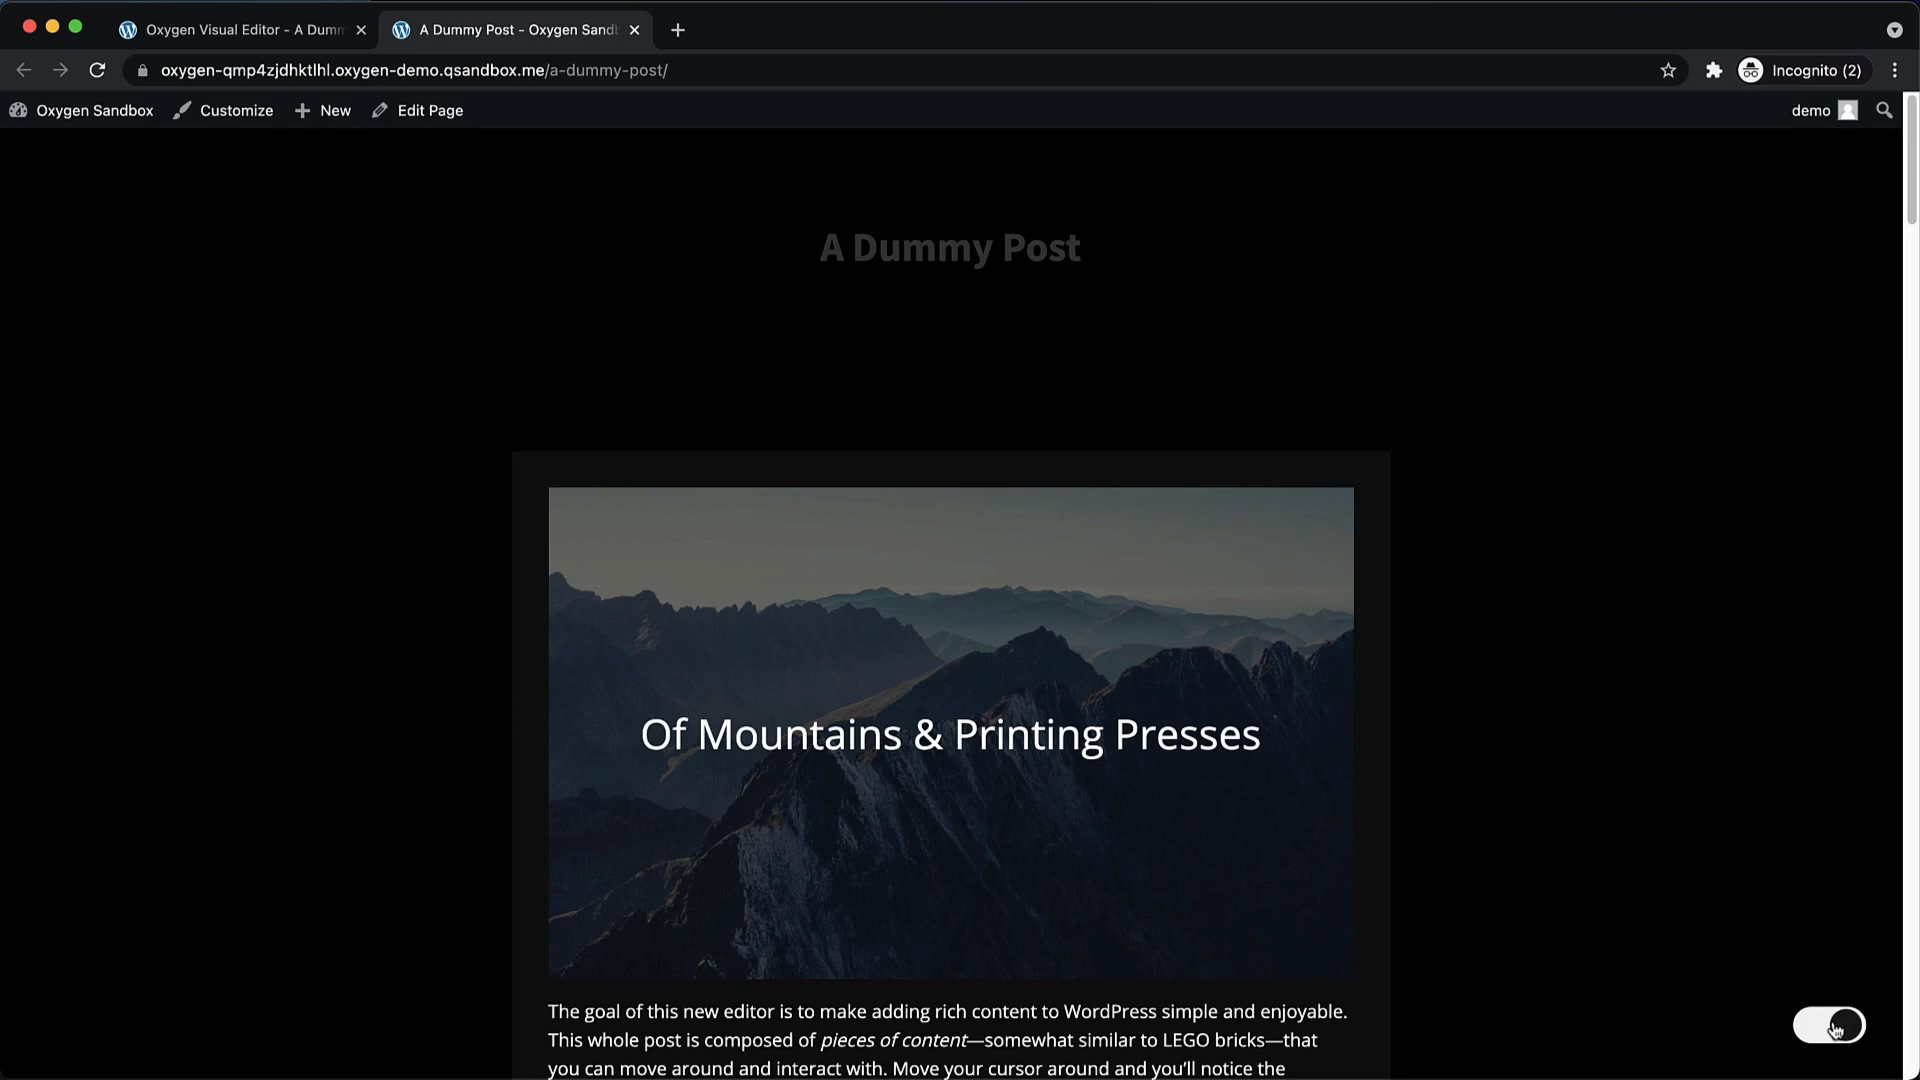 Oxygen Visual Editor - A Dumm
A Dummy Post - Oxygen Sand
oxygen-qmp4zjdhktlhl.oxygen-demo.qsandbox.me/a-dummy-post/
Incognito (2)
Oxygen Sandbox
Customize
New
Edit Page
demo
A Dummy Post
Of Mountains & Printing Presses
The goal of this new editor is to make adding rich content to WordPress simple and enjoyable.
This whole post is composed of pieces of content—somewhat similar to LEGO bricks—that
you can move around and interact with. Move your cursor around and you’ll notice the